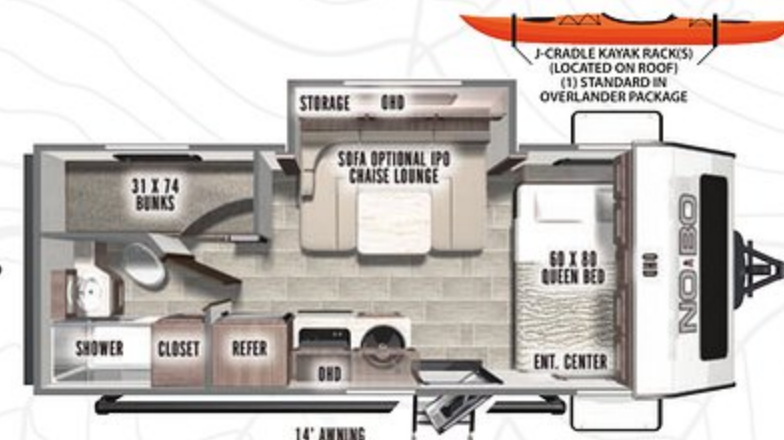 J-CRADLE KAYAK RACK(S)
(LOCATED ON ROOF)
(1) STANDARD IN
OVERLANDER PACKAGE
STORAGE OHD
SOFA OPTIONAL IPO
CHAISE LOUNGE
31 X 74
BUNKS
60 X 80
QUEEN BED
OHD
NO BO
SHOWER
CLOSET
REFER
OHD
ENT. CENTER
14' AWNING